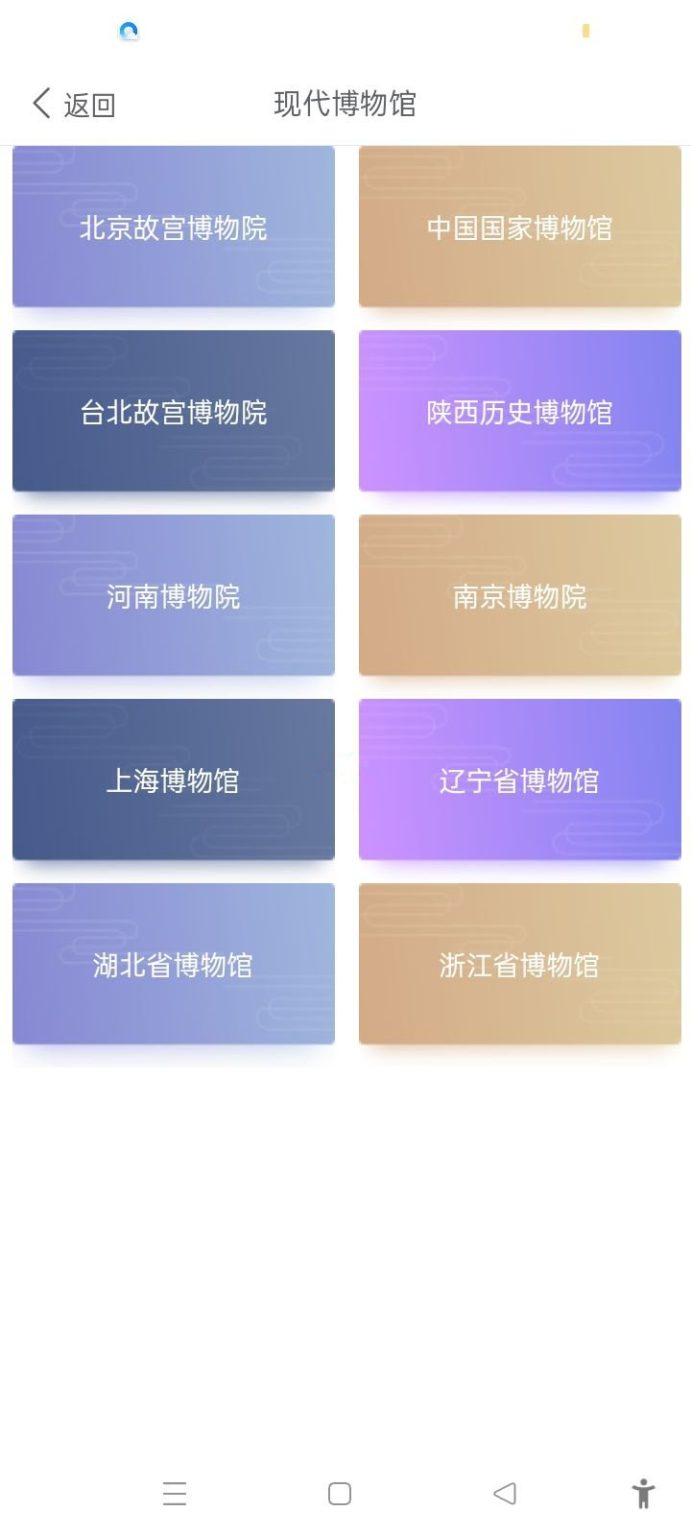 返回
现代博物馆
北京故宫博物院
中国国家博物馆
台北故宫博物院
陕西历史博物馆
河南博物院
南京博物院
上海博物馆
辽宁省博物馆
湖北省博物馆
浙江省博物馆